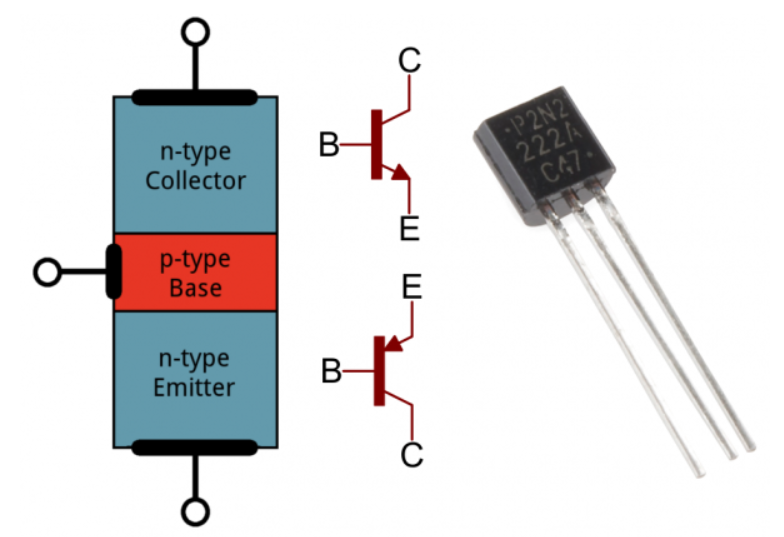 n-type
Collector
p-type
Base
n-type
Emitter
C
B
E
E
B
C
P2N2
222A
C47